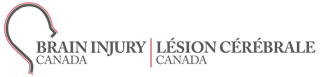 BRAIN INJURY | LÉSION CÉRÉBRALE
CANADA | CANADA